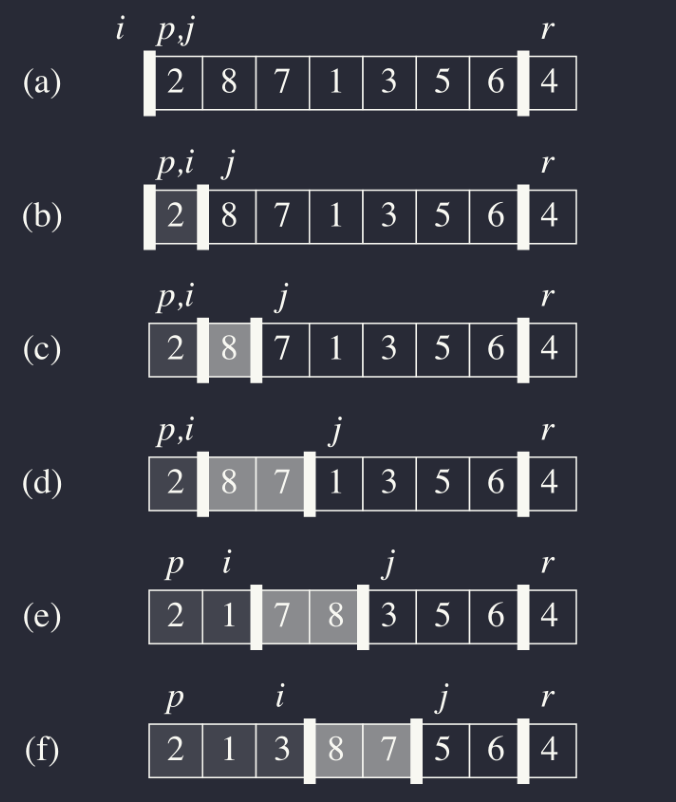 i p,j r
(a) 2 8 7 1 3 5 6 4
p,i j r
(b) 2 8 7 1 3 5 6 4
p,i j r
(c) 2 8 7 1 3 5 6 4
p,i j r
(d) 2 8 7 1 3 5 6 4
p i j r
(e) 2 1 7 8 3 5 6 4
p i j r
(f) 2 1 3 8 7 5 6 4